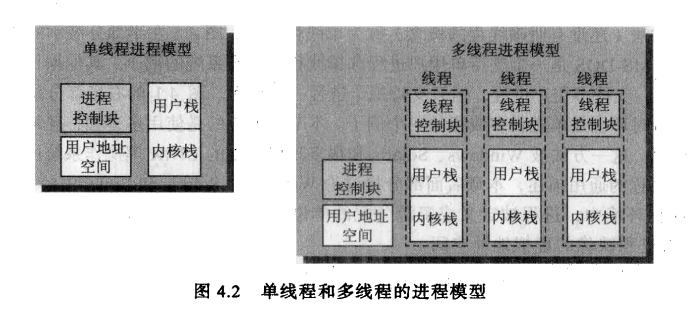 单线程进程模型
进程
控制块
用户栈
用户地址
空间
内核栈
多线程进程模型
线程
线程
线程
线程
控制块
线程
控制块
线程
控制块
进程
控制块
用户栈
用户栈
用户栈
用户地址
空间
内核栈
内核栈
内核栈
图 4.2 单线程和多线程的进程模型